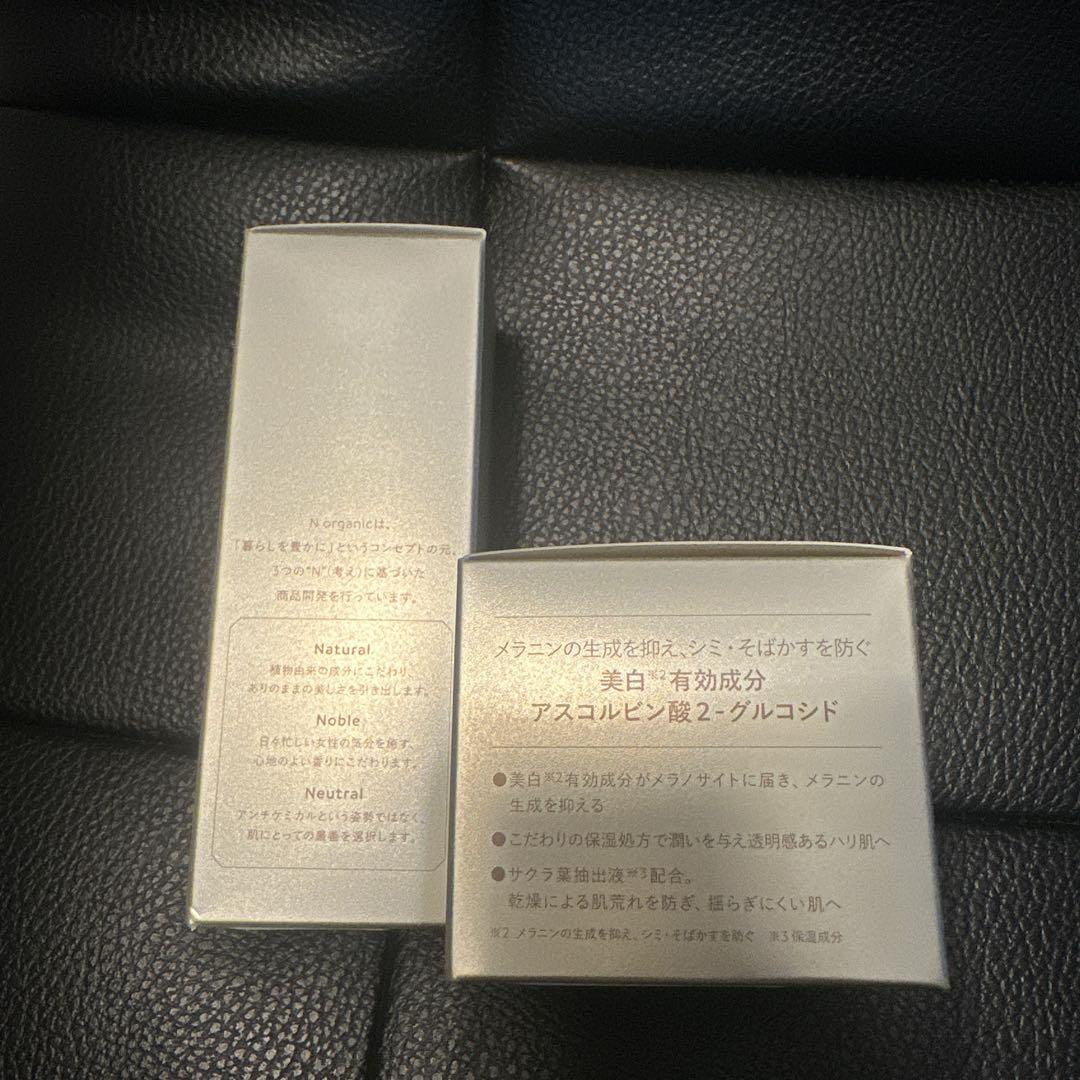 N organicは、
「暮らしを豊かに」というコンセプトの元、
3つの"N"(考え)に基づいた
商品開発を行っています。
Natural
植物由来の成分にこだわり、
ありのままの美しさを引き出します。
Noble
日々忙しい女性の気分を癒す、
心地のよい香りにこだわります。
Neutral
アンチケミカルという姿勢ではなく、
肌にとっての最善を選択します。
メラニンの生成を抑え、シミ・そばかすを防ぐ
美白※2有効成分
アスコルビン酸2-グルコシド
●美白※2有効成分がメラノサイトに届き、メラニンの
生成を抑える
●こだわりの保湿処方で潤いを与え透明感あるハリ肌へ
●サクラ葉抽出液※3配合。
乾燥による肌荒れを防ぎ、揺らぎにくい肌へ
※2 メラニンの生成を抑え、シミ・そばかすを防ぐ ※3 保湿成分